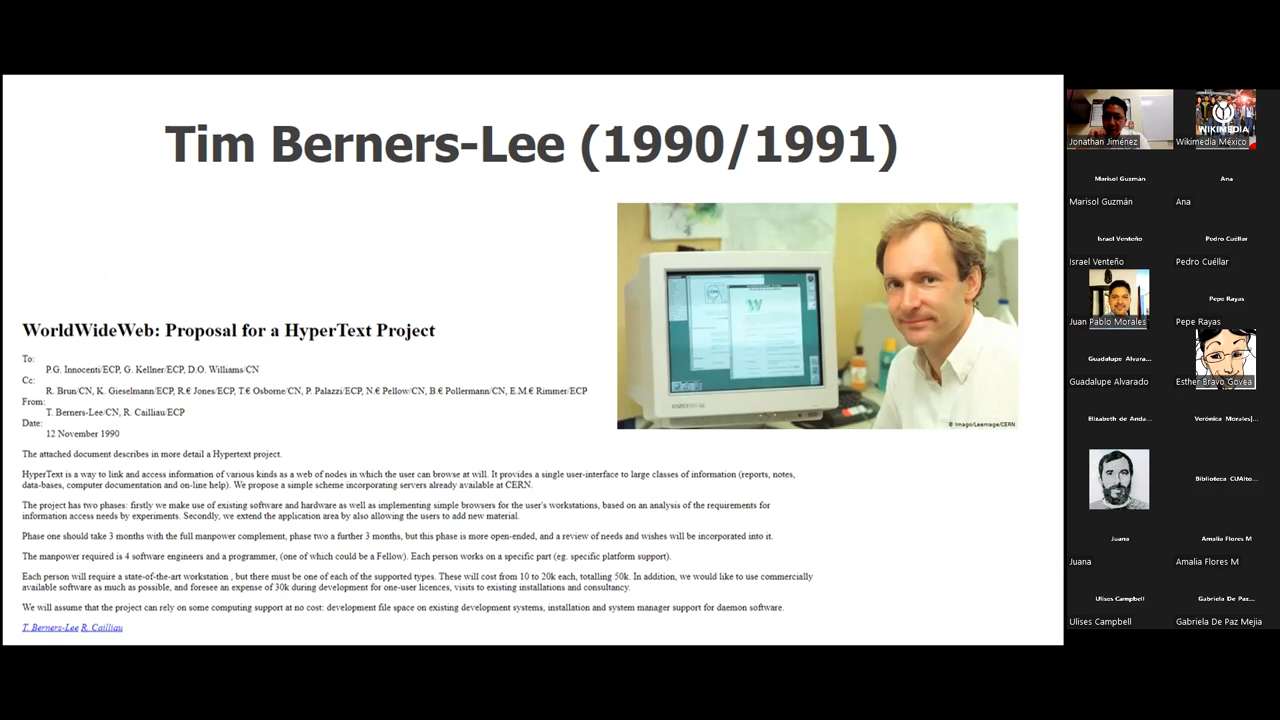 Tim Berners-Lee (1990/1991)
WorldWideWeb: Proposal for a HyperText Project
To:
P.G. Innocenti/ECP, G. Kellner/ECP, D.O. Williams/CN
Cc:
R. Brun/CN, K. Gieselmann/ECP, R.€ Jones/ECP, T.€ Osborne/CN, P. Palazzi/ECP, N.€ Pellow/CN, B.€ Pollermann/CN, E.M.€ Rimmer/ECP
From:
T. Berners-Lee/CN, R. Cailliau/ECP
Date:
12 November 1990
The attached document describes in more detail a Hypertext project.
HyperText is a way to link and access information of various kinds as a web of nodes in which the user can browse at will. It provides a single user-interface to large classes of information (reports, notes,
data-bases, computer documentation and on-line help). We propose a simple scheme incorporating servers already available at CERN.
The project has two phases: firstly we make use of existing software and hardware as well as implementing simple browsers for the user's workstations, based on an analysis of the requirements for
information access needs by experiments. Secondly, we extend the application area by also allowing the users to add new material.
Phase one should take 3 months with the full manpower complement, phase two a further 3 months, but this phase is more open-ended, and a review of needs and wishes will be incorporated into it.
The manpower required is 4 software engineers and a programmer, (one of which could be a Fellow). Each person works on a specific part (eg. specific platform support).
Each person will require a state-of-the-art workstation , but there must be one of each of the supported types. These will cost from 10 to 20k each, totalling 50k. In addition, we would like to use commercially
available software as much as possible, and foresee an expense of 30k during development for one-user licences, visits to existing installations and consultancy.
We will assume that the project can rely on some computing support at no cost: development file space on existing development systems, installation and system manager support for daemon software.
T. Berners-Lee R. Cailliau
CERN
W
© Imago/Leemage/CERN
WIKIMEDIA
Jonathan Jiménez
Wikimedia México
Marisol Guzmán
Ana
Marisol Guzmán
Ana
Israel Venteño
Pedro Cuéllar
Israel Venteño
Pedro Cuéllar
Pepe Rayas
Juan Pablo Morales
Pepe Rayas
Guadalupe Alvara...
Guadalupe Alvarado
Esther Bravo Govea
Elizabeth de Anda...
Verónica Morales|...
Biblioteca CUAlto...
Juana
Amalia Flores M
Juana
Amalia Flores M
Ulises Campbell
Gabriela De Paz...
Ulises Campbell
Gabriela De Paz Mejia